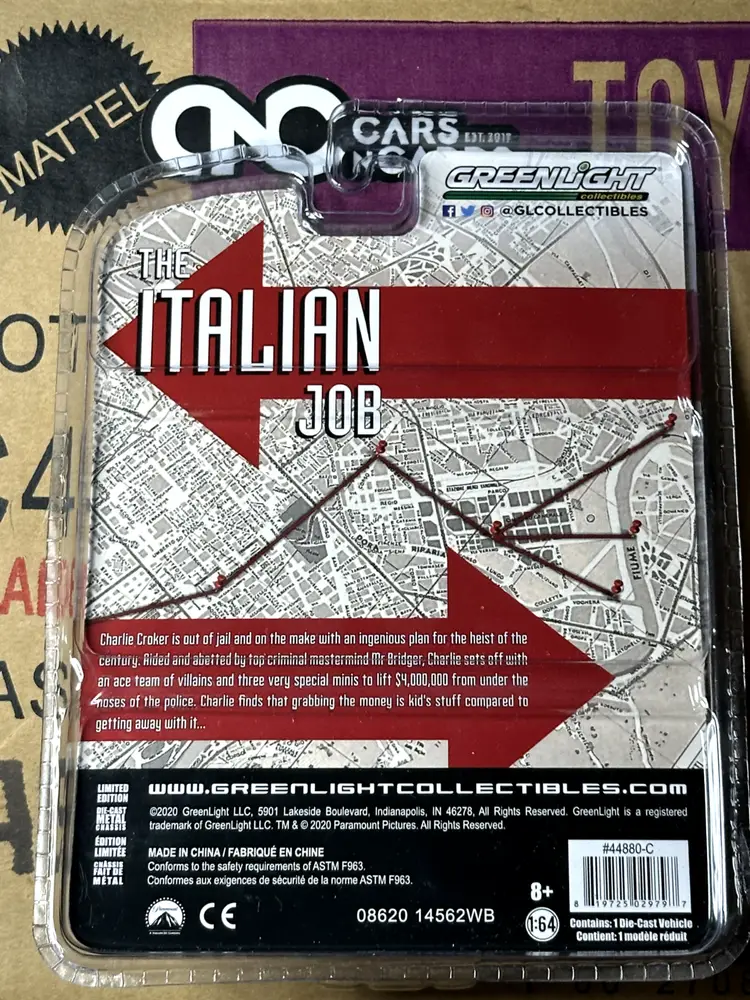 MATTEL
TOY
CARS EST. 2017
GREENLIGHT
collectibles
@GLCOLLECTIBLES
THE
ITALIAN
JOB
DORA
RIPARIA
FIUME
Charlie Croker is out of jail and on the make with an ingenious plan for the heist of the
century. Aided and abetted by top criminal mastermind Mr Bridger, Charlie sets off with
an ace team of villains and three very special minis to lift $4,000,000 from under the
noses of the police. Charlie finds that grabbing the money is kid's stuff compared to
getting away with it...
LIMITED
EDITION
DIE-CAST
METAL
CHASSIS
ÉDITION
LIMITÉE
CHÂSSIS
FAIT DE
MÉTAL
WWW.GREENLIGHTCOLLECTIBLES.COM
©2020 GreenLight LLC, 5901 Lakeside Boulevard, Indianapolis, IN 46278, All Rights Reserved. GreenLight is a registered
trademark of GreenLight LLC. TM & © 2020 Paramount Pictures. All Rights Reserved.
MADE IN CHINA / FABRIQUÉ EN CHINE
Conforms to the safety requirements of ASTM F963.
Conformes aux exigences de sécurité de la norme ASTM F963.
CE
08620 14562WB
8+
1:64
#44880-C
8 19725 02979 7
Contains: 1 Die-Cast Vehicle
Contient: 1 modèle réduit